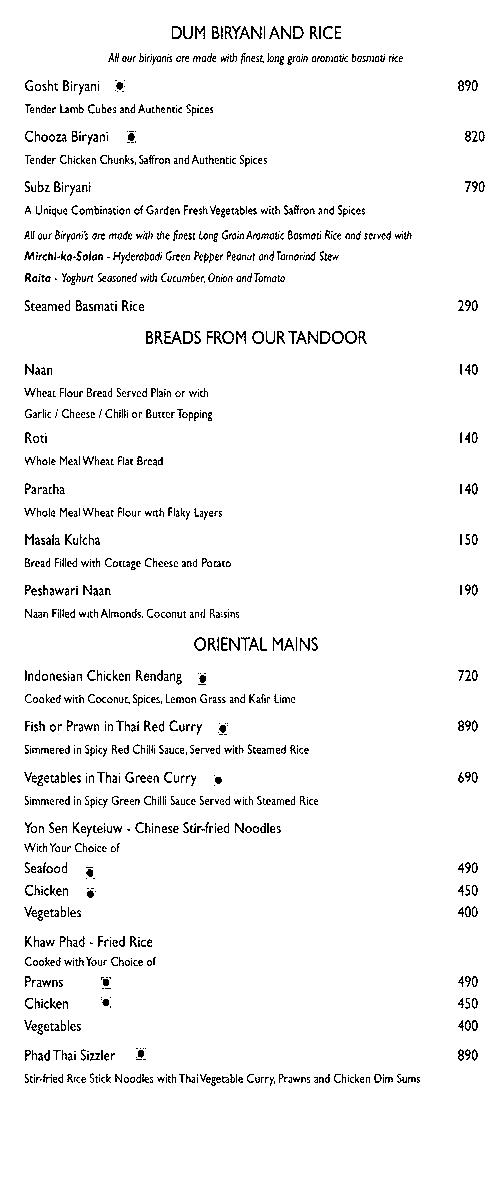 DUM BIRYANI AND RICE
All our biriyanis are made with finest, long grain aromatic basmati rice
Gosht Biryani 890
Tender Lamb Cubes and Authentic Spices
Chooza Biryani 820
Tender Chicken Chunks, Saffron and Authentic Spices
Subz Biryani 790
A Unique Combination of Garden Fresh Vegetables with Saffron and Spices
All our Biryani's are made with the finest Long Grain Aromatic Basmati Rice and served with
Mirchi-ka-Salan - Hyderabadi Green Pepper Peanut and Tamarind Stew
Raita - Yoghurt Seasoned with Cucumber, Onion and Tomato
Steamed Basmati Rice 290
BREADS FROM OUR TANDOOR
Naan 140
Wheat Flour Bread Served Plain or with
Garlic / Cheese / Chilli or Butter Topping
Roti 140
Whole Meal Wheat Flat Bread
Paratha 140
Whole Meal Wheat Flour with Flaky Layers
Masala Kulcha 150
Bread Filled with Cottage Cheese and Potato
Peshawari Naan 190
Naan Filled with Almonds, Coconut and Raisins
ORIENTAL MAINS
Indonesian Chicken Rendang 720
Cooked with Coconut, Spices, Lemon Grass and Kafir Lime
Fish or Prawn in Thai Red Curry 890
Simmered in Spicy Red Chilli Sauce, Served with Steamed Rice
Vegetables in Thai Green Curry 690
Simmered in Spicy Green Chilli Sauce Served with Steamed Rice
Yon Sen Keyteiuw - Chinese Stir-fried Noodles
With Your Choice of
Seafood 490
Chicken 450
Vegetables 400
Khaw Phad - Fried Rice
Cooked with Your Choice of
Prawns 490
Chicken 450
Vegetables 400
Phad Thai Sizzler 890
Stir-fried Rice Stick Noodles with Thai Vegetable Curry, Prawns and Chicken Dim Sums